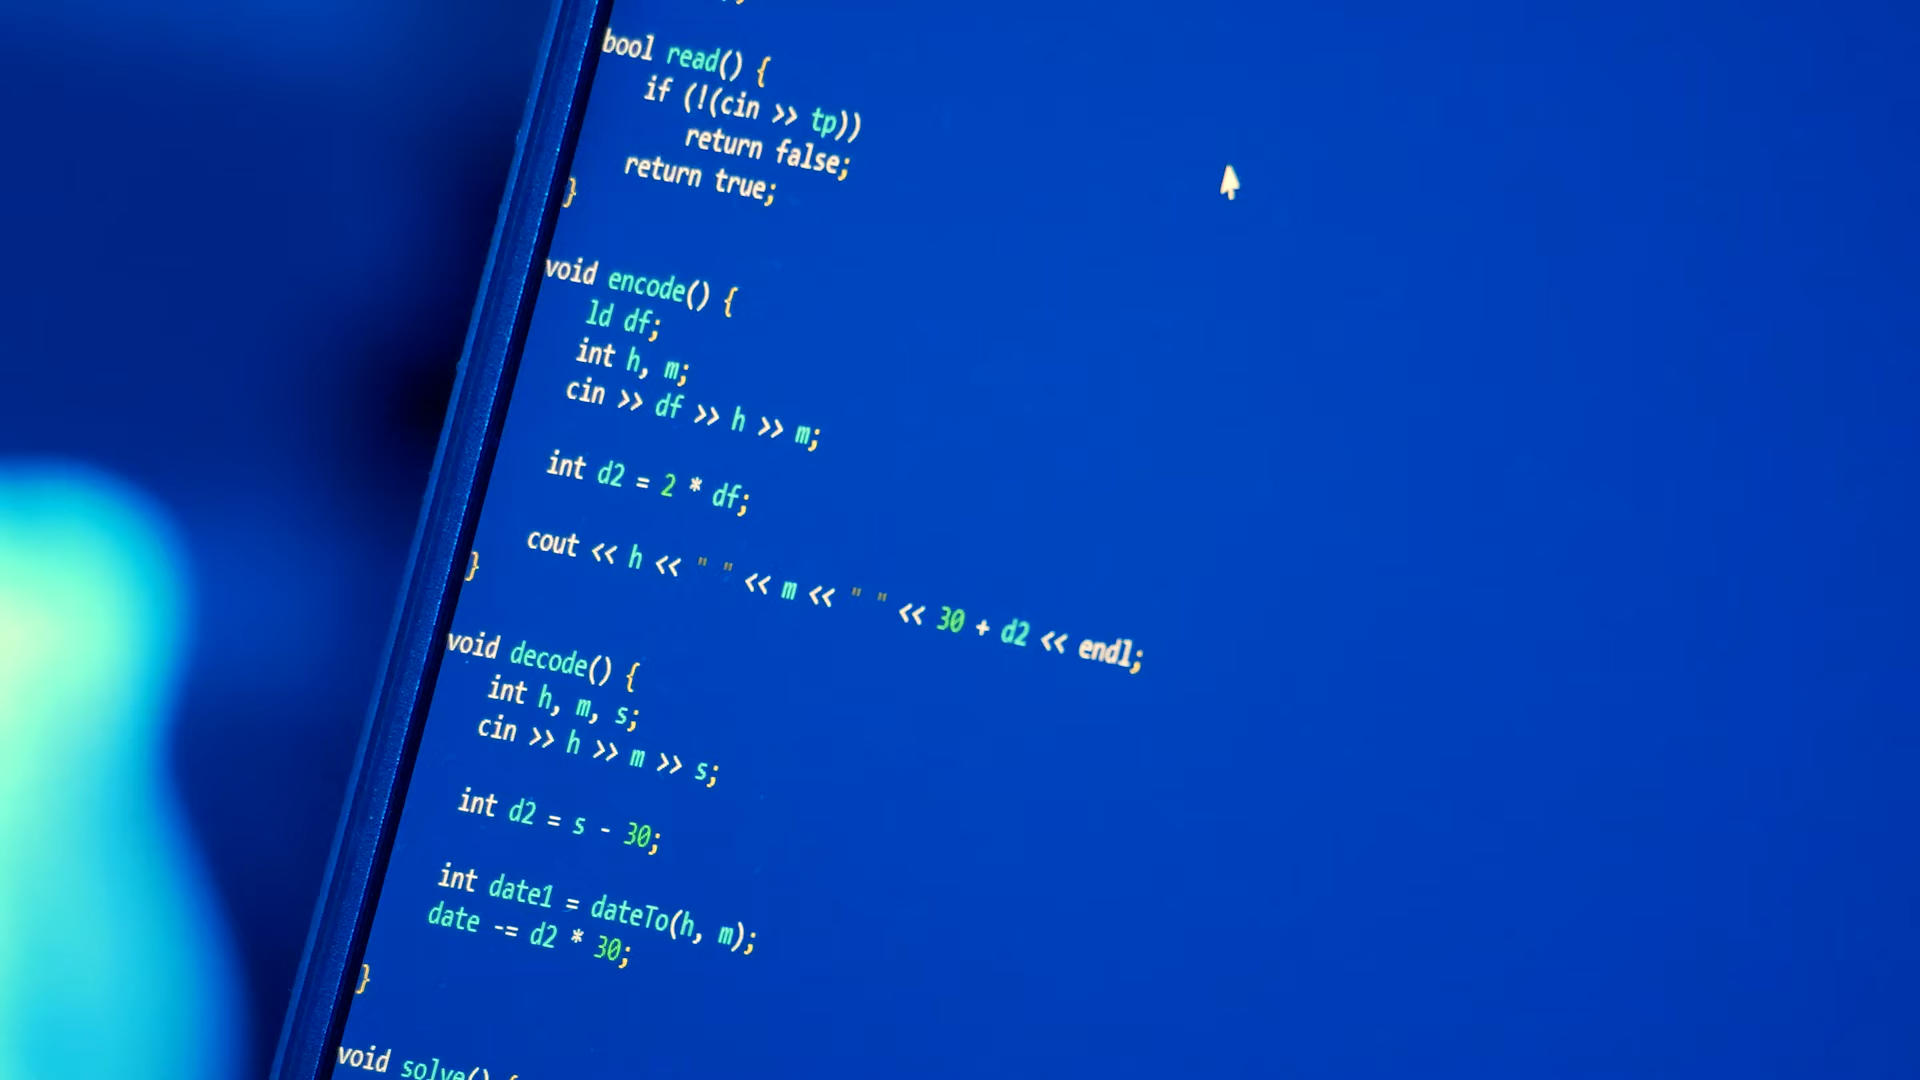 bool read() {
if (!(cin >> tp))
return false;
return true;
}
void encode() {
ld df;
int h, m;
cin >> df >> h >> m;
int d2 = 2 * df;
cout << h << " " << m << " " << 30 + d2 << endl;
}
void decode() {
int h, m, s;
cin >> h >> m >> s;
int d2 = s - 30;
int date1 = dateTo(h, m);
date -= d2 * 30;
}
void solve() {